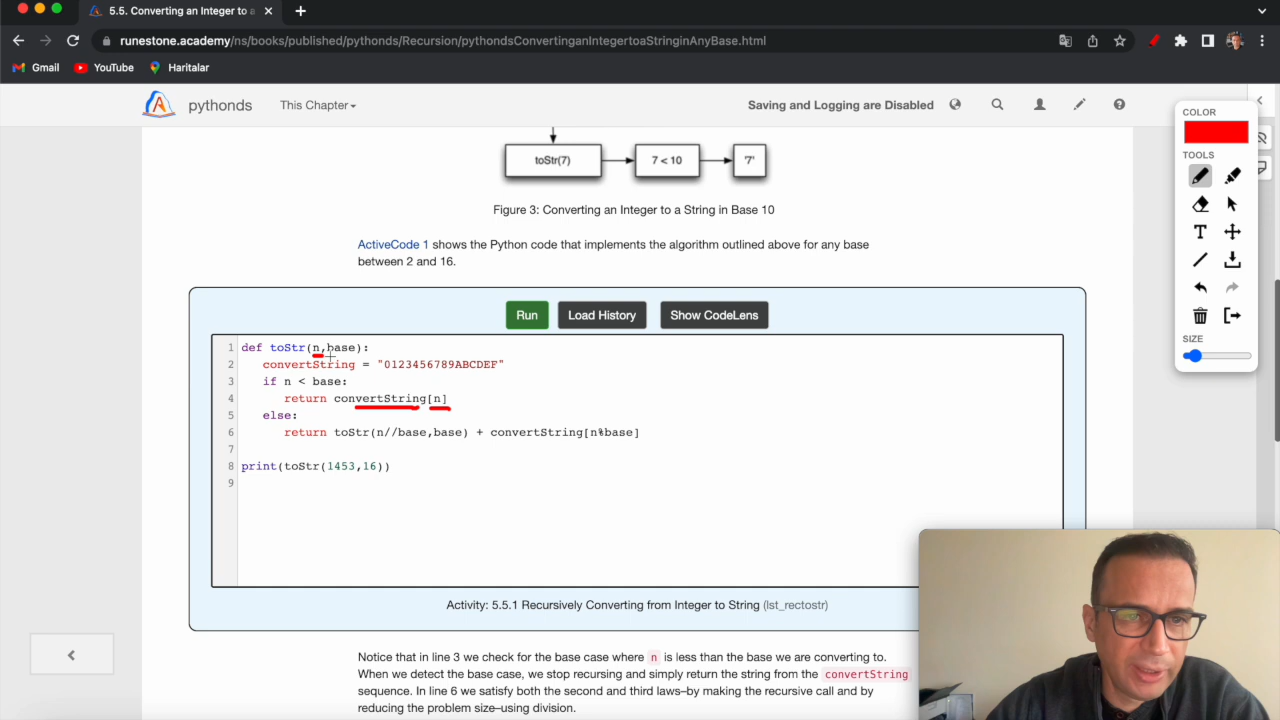 5.5. Converting an Integer to a
runestone.academy/ns/books/published/pythonds/Recursion/pythondsConvertinganIntegertoaStringinAnyBase.html
Gmail YouTube Haritalar
pythonds This Chapter Saving and Logging are Disabled
COLOR
TOOLS
T
SIZE
toStr(7) 7 < 10 '7'
Figure 3: Converting an Integer to a String in Base 10
ActiveCode 1 shows the Python code that implements the algorithm outlined above for any base
between 2 and 16.
Run Load History Show CodeLens
1 def toStr(n,base):
2 convertString = "0123456789ABCDEF"
3 if n < base:
4 return convertString[n]
5 else:
6 return toStr(n//base,base) + convertString[n%base]
7
8 print(toStr(1453,16))
9
Activity: 5.5.1 Recursively Converting from Integer to String (lst_rectostr)
Notice that in line 3 we check for the base case where n is less than the base we are converting to.
When we detect the base case, we stop recursing and simply return the string from the convertString
sequence. In line 6 we satisfy both the second and third laws–by making the recursive call and by
reducing the problem size–using division.